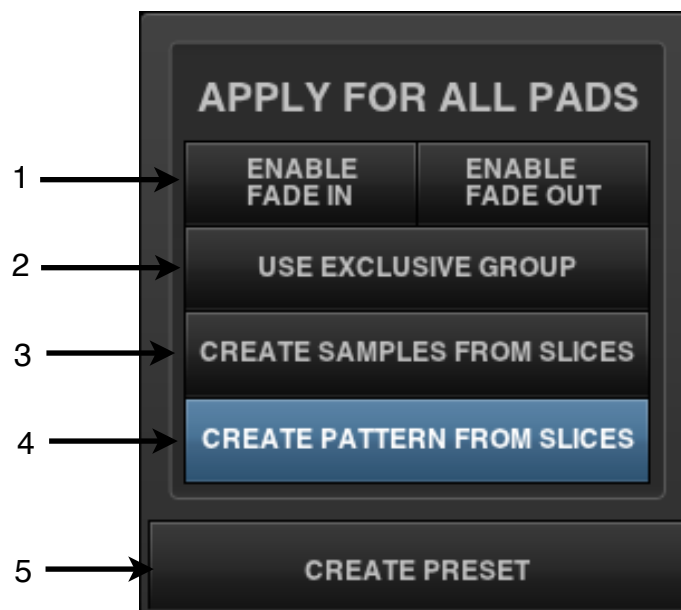 APPLY FOR ALL PADS
1
ENABLE
FADE IN
ENABLE
FADE OUT
2
USE EXCLUSIVE GROUP
3
CREATE SAMPLES FROM SLICES
4
CREATE PATTERN FROM SLICES
5
CREATE PRESET